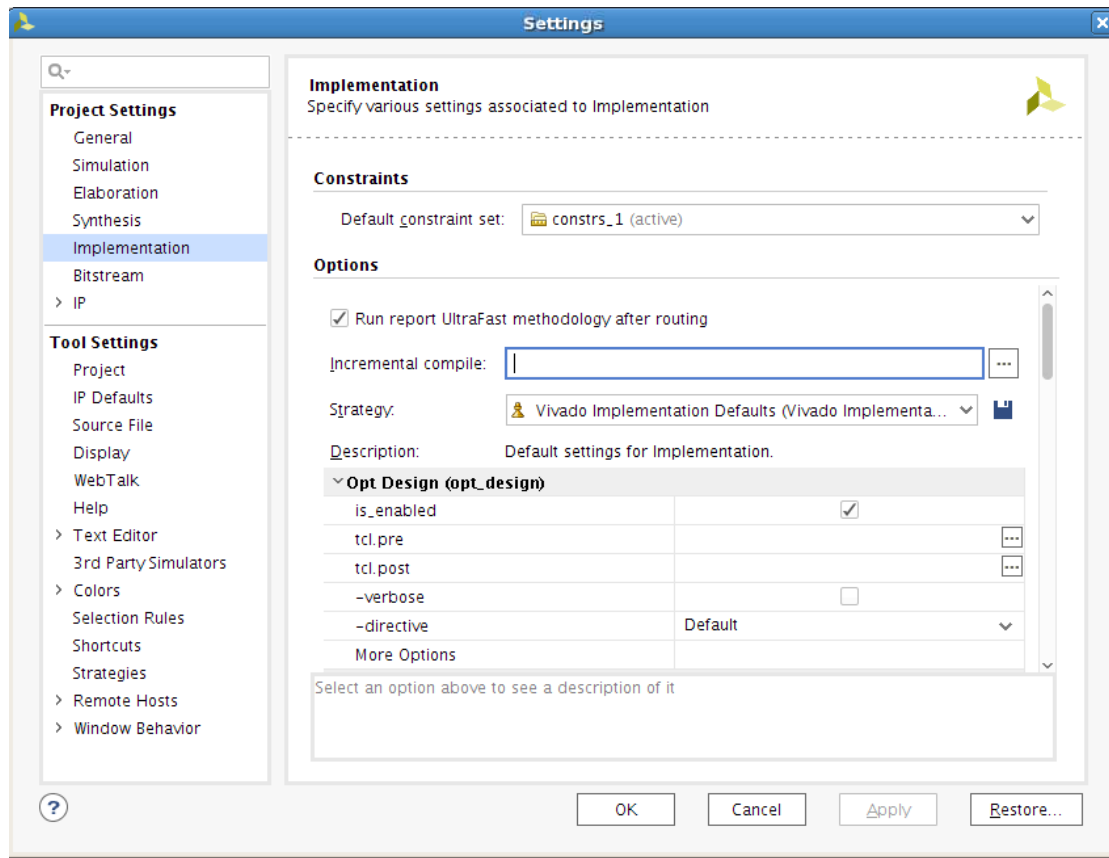 Settings
Project Settings
General
Simulation
Elaboration
Synthesis
Implementation
Bitstream
> IP
Tool Settings
Project
IP Defaults
Source File
Display
WebTalk
Help
> Text Editor
3rd Party Simulators
> Colors
Selection Rules
Shortcuts
Strategies
> Remote Hosts
> Window Behavior
Implementation
Specify various settings associated to Implementation
Constraints
Default constraint set: constrs_1 (active)
Options
Run report UltraFast methodology after routing
Incremental compile: ...
Strategy: Vivado Implementation Defaults (Vivado Implementa...
Description: Default settings for Implementation.
Opt Design (opt_design)
is_enabled
tcl.pre ...
tcl.post ...
-verbose
-directive Default
More Options
Select an option above to see a description of it
? OK Cancel Apply Restore...